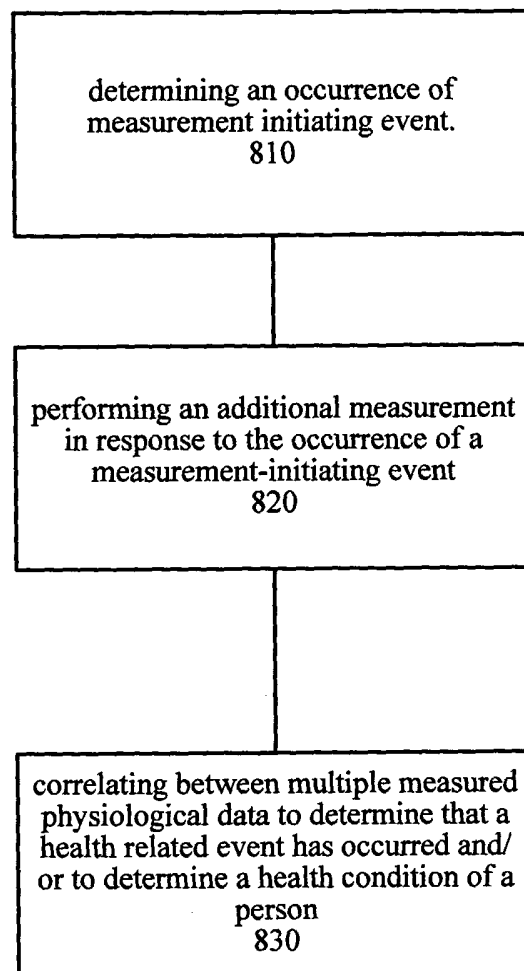 determining an occurrence of
measurement initiating event.
810
performing an additional measurement
in response to the occurrence of a
measurement-initiating event
820
correlating between multiple measured
physiological data to determine that a
health related event has occurred and/
or to determine a health condition of a
person
830